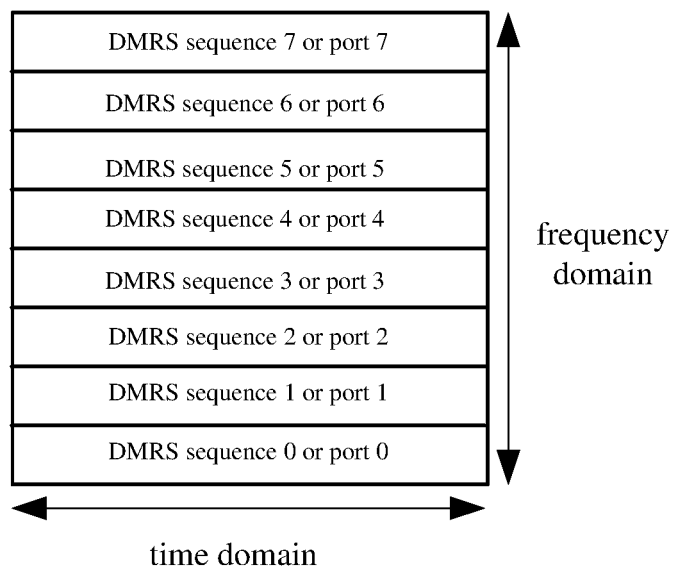 DMRS sequence 7 or port 7
DMRS sequence 6 or port 6
DMRS sequence 5 or port 5
DMRS sequence 4 or port 4
DMRS sequence 3 or port 3
DMRS sequence 2 or port 2
DMRS sequence 1 or port 1
DMRS sequence 0 or port 0
frequency
domain
time domain